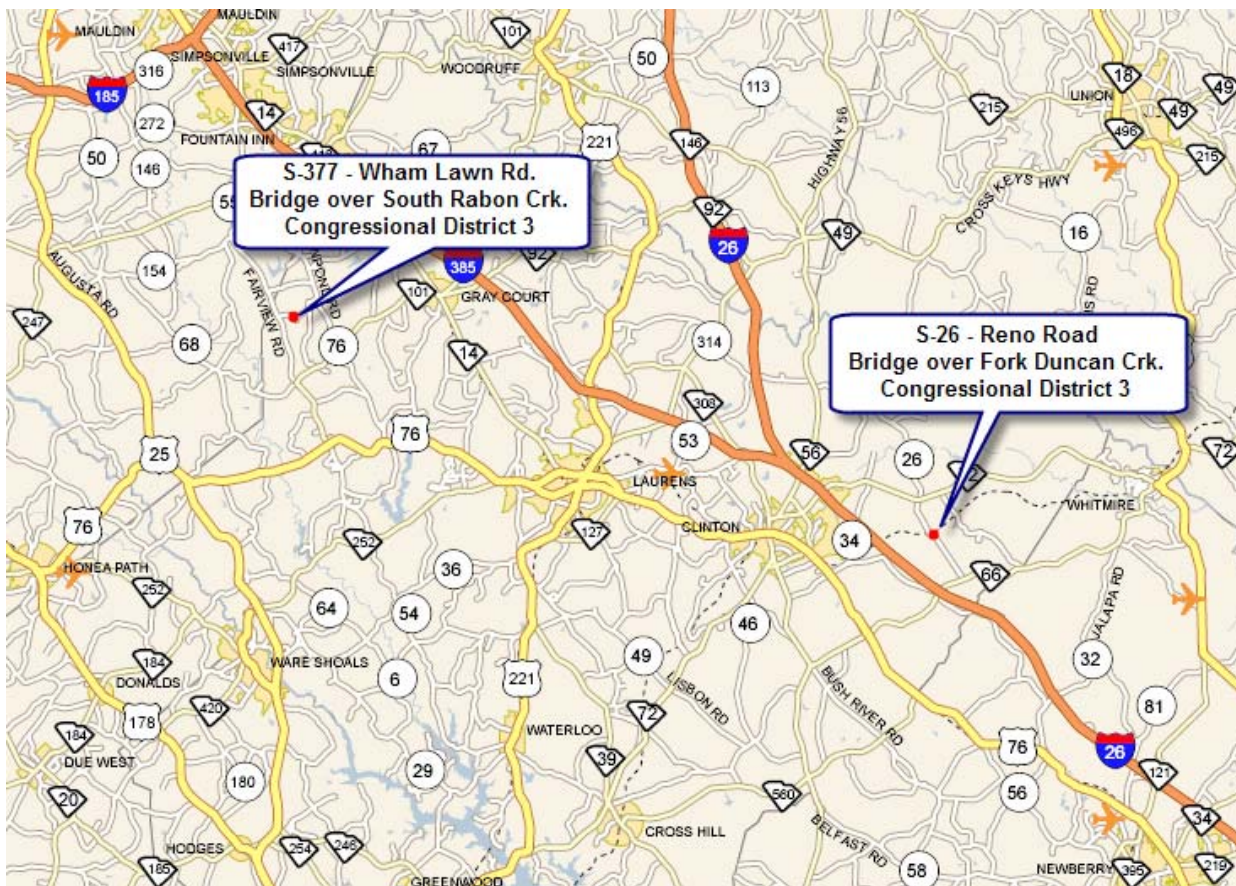 MAULDIN
MAULDIN
SIMPSONVILLE
417
SIMPSONVILLE
101
WOODRUFF
50
18
49
316
185
113
UNION
215
49
272
14
FOUNTAIN INN
496
50
146
67
221
146
HIGHWAY 56
215
S-377 - Wham Lawn Rd.
Bridge over South Rabon Crk.
Congressional District 3
CROSS KEYS HWY
92
26
49
16
AUGUSTA RD
154
FAIRVIEW RD
385
92
101
GRAY COURT
247
68
76
14
314
S-26 - Reno Road
Bridge over Fork Duncan Crk.
Congressional District 3
308
53
76
25
56
26
72
LAURENS
WHITMIRE
76
CLINTON
34
127
252
HONEA PATH
36
66
252
64
54
46
JALAPA RD
184
WARE SHOALS
49
32
DONALDS
6
221
LISBON RD
BUSH RIVER RD
420
178
72
81
184
WATERLOO
DUE WEST
39
76
26
29
121
180
20
560
56
34
CROSS HILL
BELFAST RD
HODGES
254
246
185
58
NEWBERRY
395
219
GREENWOOD